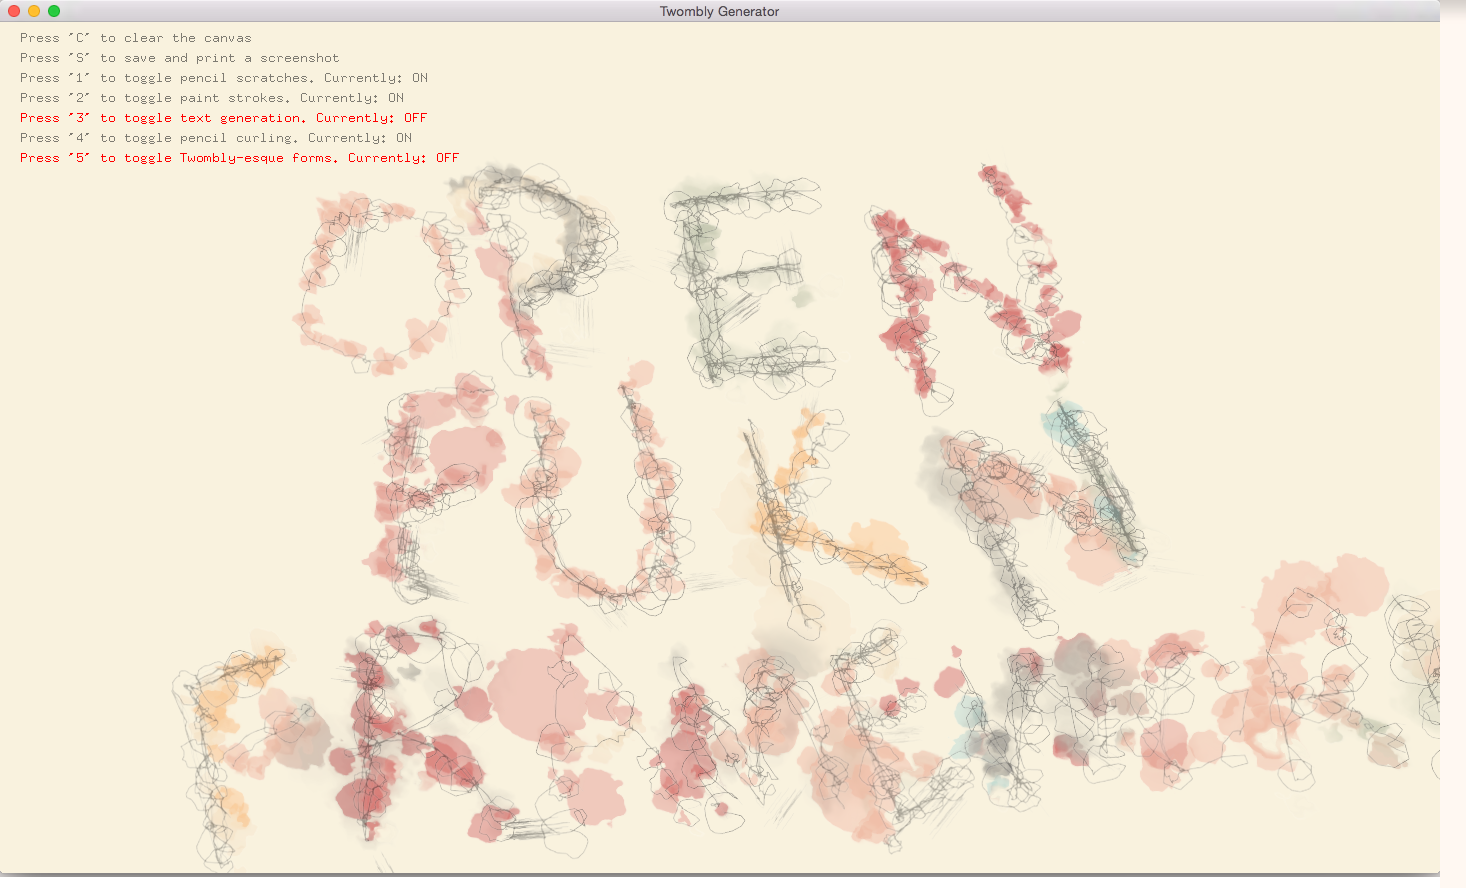 Twombly Generator
Press "C" to clear the canvas
Press "S" to save and print a screenshot
Press "1" to toggle pencil scratches. Currently: ON
Press "2" to toggle paint strokes. Currently: ON
Press "3" to toggle text generation. Currently: OFF
Press "4" to toggle pencil curling. Currently: ON
Press "5" to toggle Twombly-esque forms. Currently: OFF
OPEN